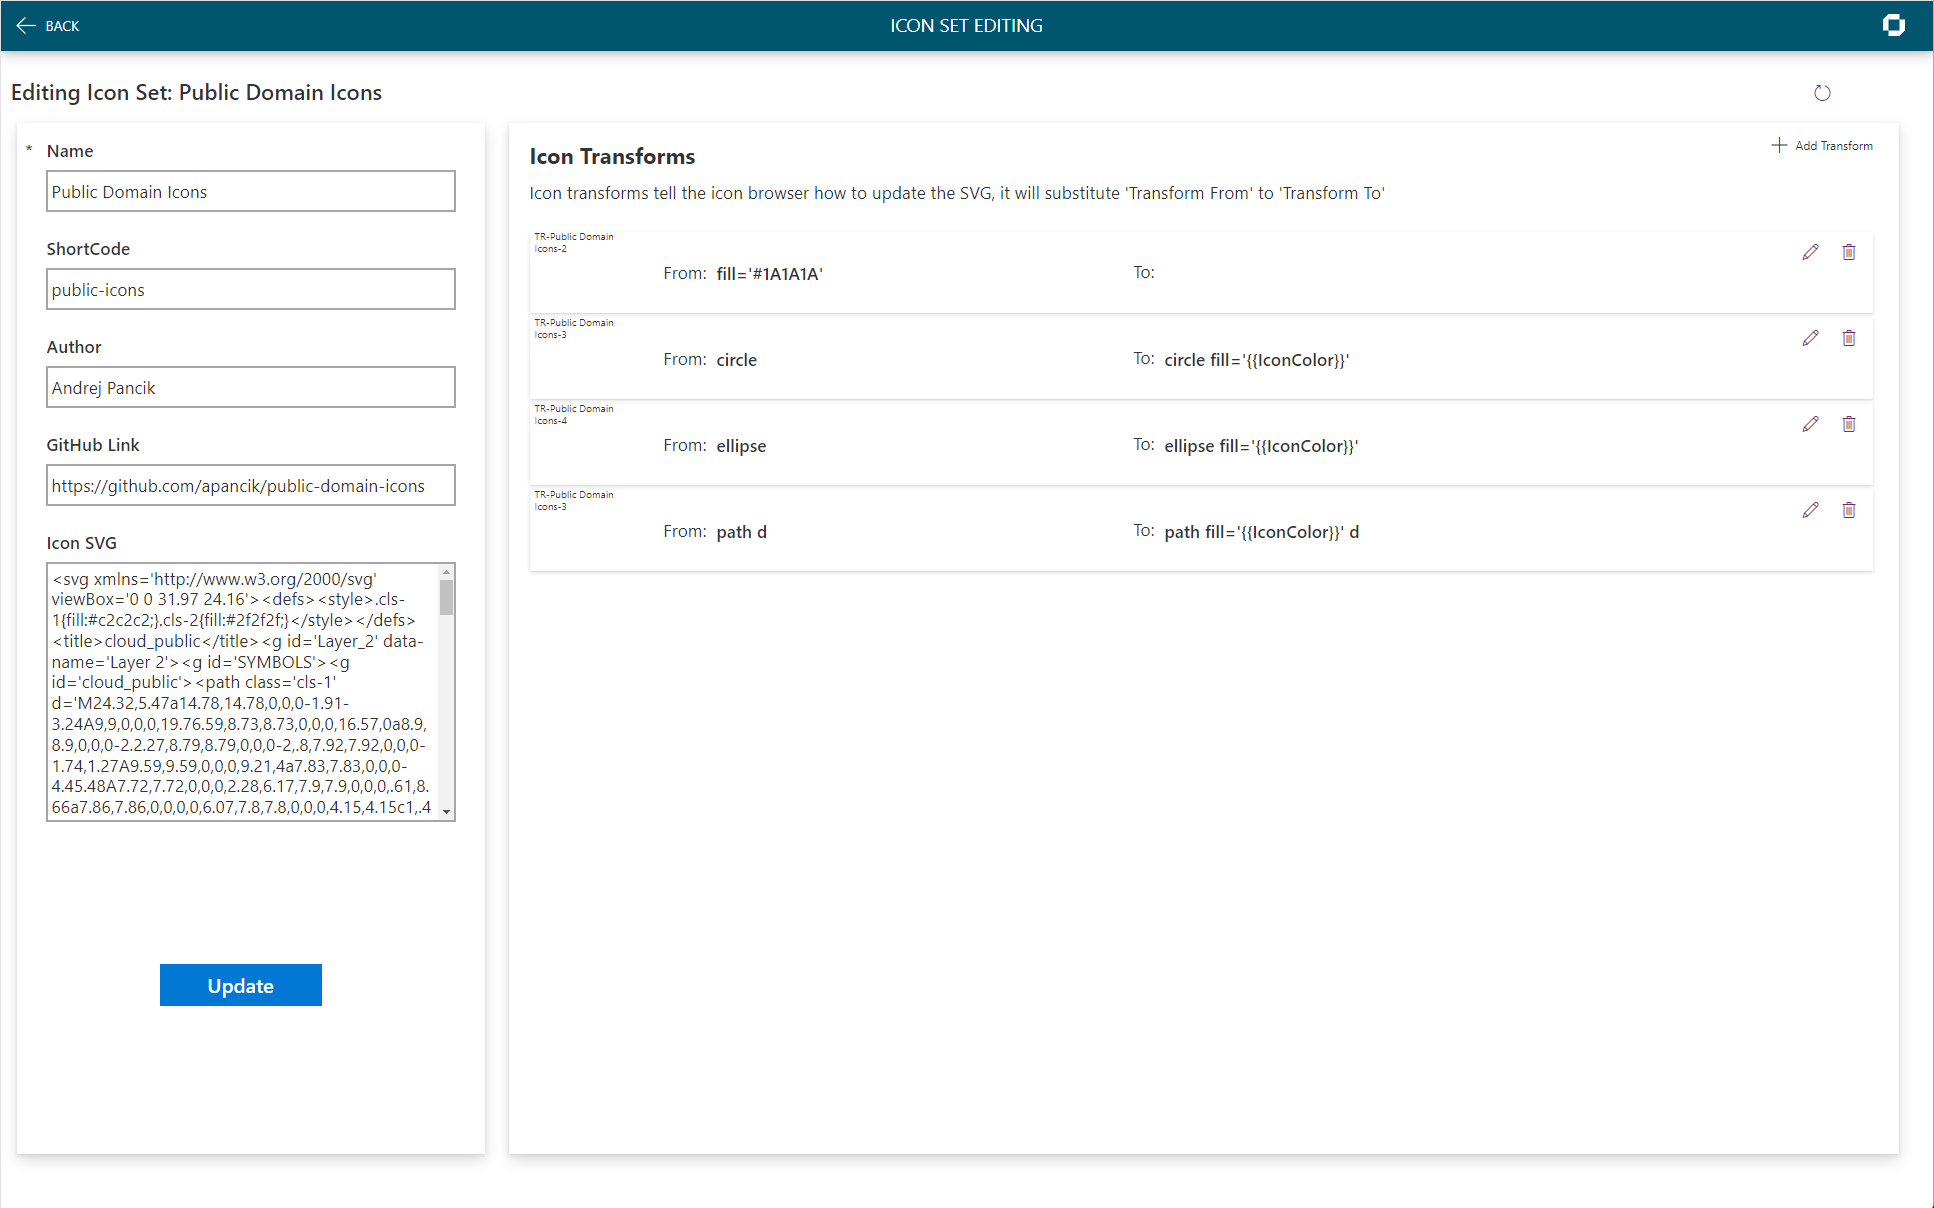 BACK
ICON SET EDITING
Editing Icon Set: Public Domain Icons
* Name
Public Domain Icons
ShortCode
public-icons
Author
Andrej Pancik
GitHub Link
https://github.com/apancik/public-domain-icons
Icon SVG
<svg xmlns='http://www.w3.org/2000/svg'
viewBox='0 0 31.97 24.16'><defs><style>.cls-
1{fill:#c2c2c2;}.cls-2{fill:#2f2f2f;}</style></defs>
<title>cloud_public</title><g id='Layer_2' data-
name='Layer 2'><g id='SYMBOLS'><g
id='cloud_public'><path class='cls-1'
d='M24.32,5.47a14.78,14.78,0,0,0-1.91-
3.24A9,9,0,0,0,19.76.59,8.73,8.73,0,0,0,16.57,0a8.9,
8.9,0,0,0-2.2.27,8.79,8.79,0,0,0-2,.8,7.92,7.92,0,0,0-
1.74,1.27A9.59,9.59,0,0,0,9.21,4a7.83,7.83,0,0,0-
4.45.48A7.72,7.72,0,0,0,2.28,6.17,7.9,7.9,0,0,0,.61,8.
66a7.86,7.86,0,0,0,0,6.07,7.8,7.8,0,0,0,4.15,4.15c1,.4
Update
Icon Transforms
Add Transform
Icon transforms tell the icon browser how to update the SVG, it will substitute 'Transform From' to 'Transform To'
TR-Public Domain
Icons-2
From: fill='#1A1A1A'
To:
TR-Public Domain
Icons-3
From: circle
To: circle fill='{{IconColor}}'
TR-Public Domain
Icons-4
From: ellipse
To: ellipse fill='{{IconColor}}'
TR-Public Domain
Icons-3
From: path d
To: path fill='{{IconColor}}' d